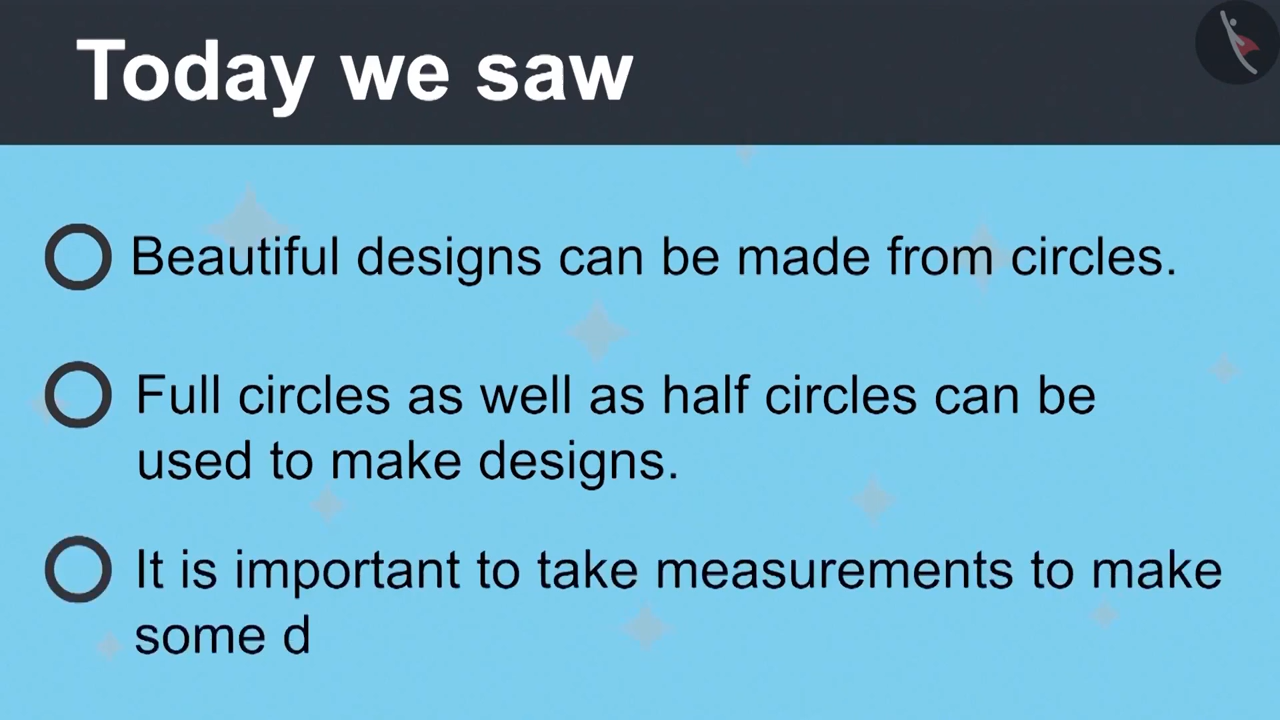 Today we saw
Beautiful designs can be made from circles.
Full circles as well as half circles can be
used to make designs.
It is important to take measurements to make
some d